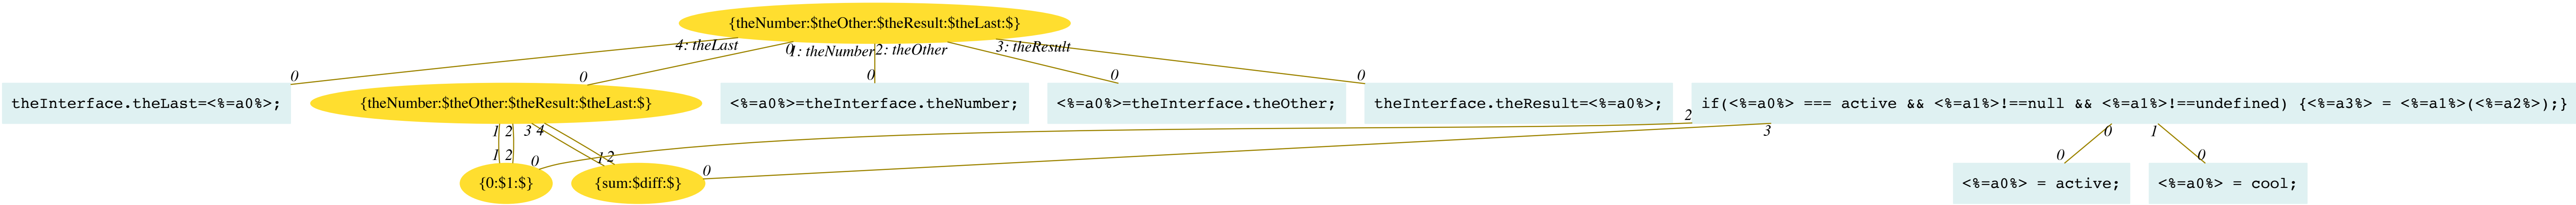 {theNumber:$theOther:$theResult:$theLast:$}
4: theLast
0
1: theNumber
2: theOther
3: theResult
0
0
0
0
0
theInterface.theLast=<%=a0%>;
{theNumber:$theOther:$theResult:$theLast:$}
<%=a0%>=theInterface.theNumber;
<%=a0%>=theInterface.theOther;
theInterface.theResult=<%=a0%>;
if(<%=a0%> === active && <%=a1%>!==null && <%=a1%>!==undefined) {<%=a3%> = <%=a1%>(<%=a2%>);}
1
2
3
4
2
3
0
1
1
2
0
1
2
0
0
0
{0:$1:$}
{sum:$diff:$}
<%=a0%> = active;
<%=a0%> = cool;